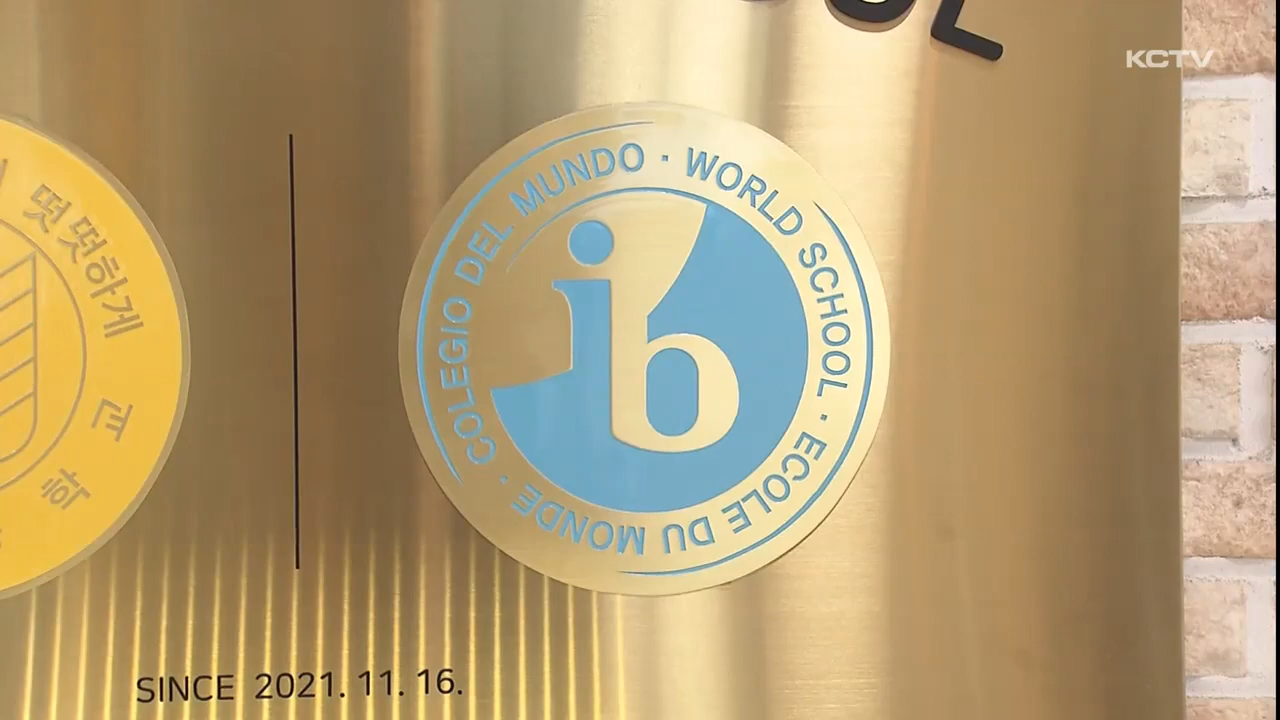 KCTV
떳떳하게
COLEGIO DEL MUNDO · WORLD SCHOOL · ECOLE DU MONDE ·
ib
SINCE 2021. 11. 16.